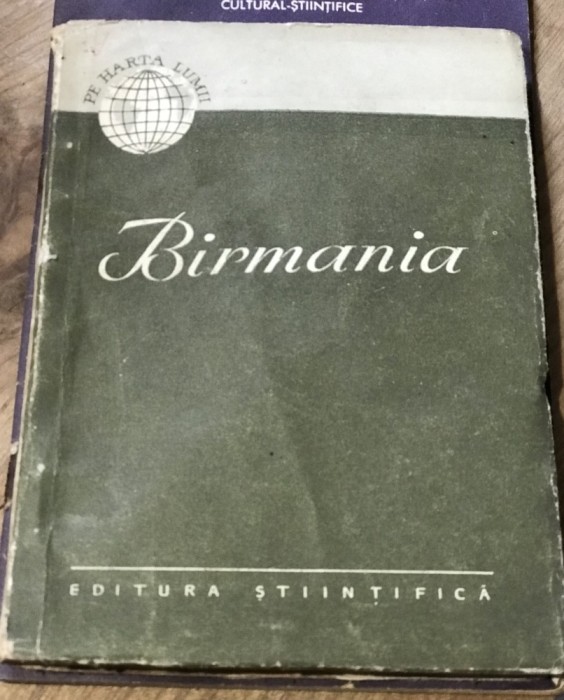 CULTURAL-ȘTIINȚIFICE
PE HARTA LUMII
Birmania
EDITURA ȘTIINȚIFICĂ